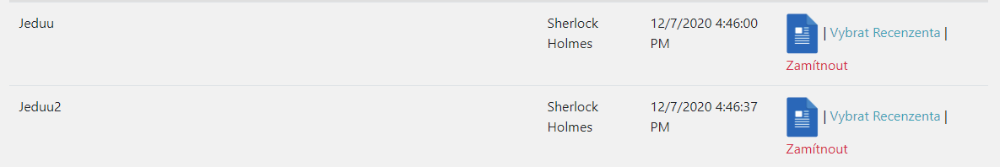 Jeduu Sherlock 12/7/2020 4:46:00 | Vybrat Recenzenta |
Holmes PM
Zamítnout
Jeduu2 Sherlock 12/7/2020 4:46:37 | Vybrat Recenzenta |
Holmes PM
Zamítnout